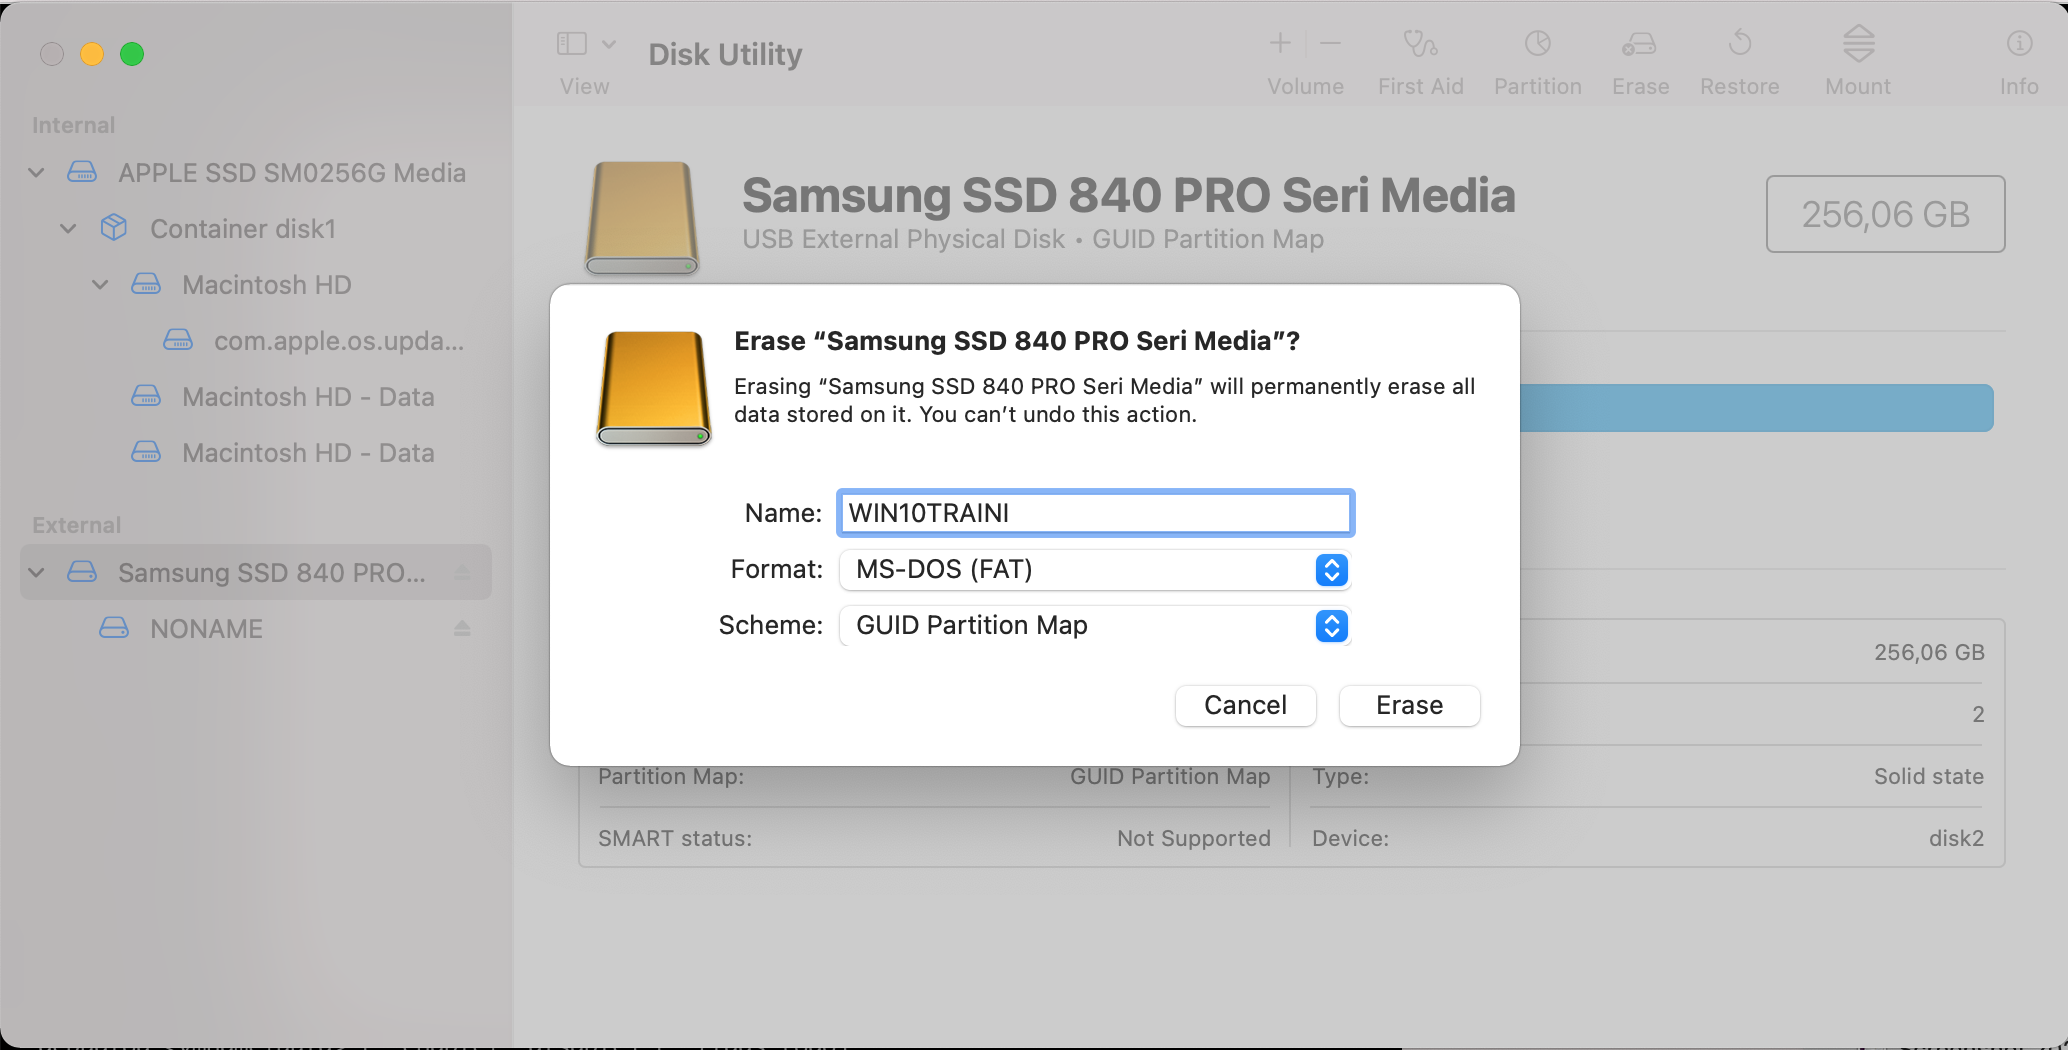 Disk Utility
View
Volume
First Aid
Partition
Erase
Restore
Mount
Info
Internal
APPLE SSD SM0256G Media
Container disk1
Macintosh HD
com.apple.os.upda...
Macintosh HD - Data
Macintosh HD - Data
External
Samsung SSD 840 PRO...
NONAME
Samsung SSD 840 PRO Seri Media
USB External Physical Disk • GUID Partition Map
256,06 GB
Erase “Samsung SSD 840 PRO Seri Media”?
Erasing “Samsung SSD 840 PRO Seri Media” will permanently erase all
data stored on it. You can’t undo this action.
Name: WIN10TRAINI
Format: MS-DOS (FAT)
Scheme: GUID Partition Map
Cancel
Erase
256,06 GB
2
Partition Map: GUID Partition Map
Type: Solid state
SMART status: Not Supported
Device: disk2